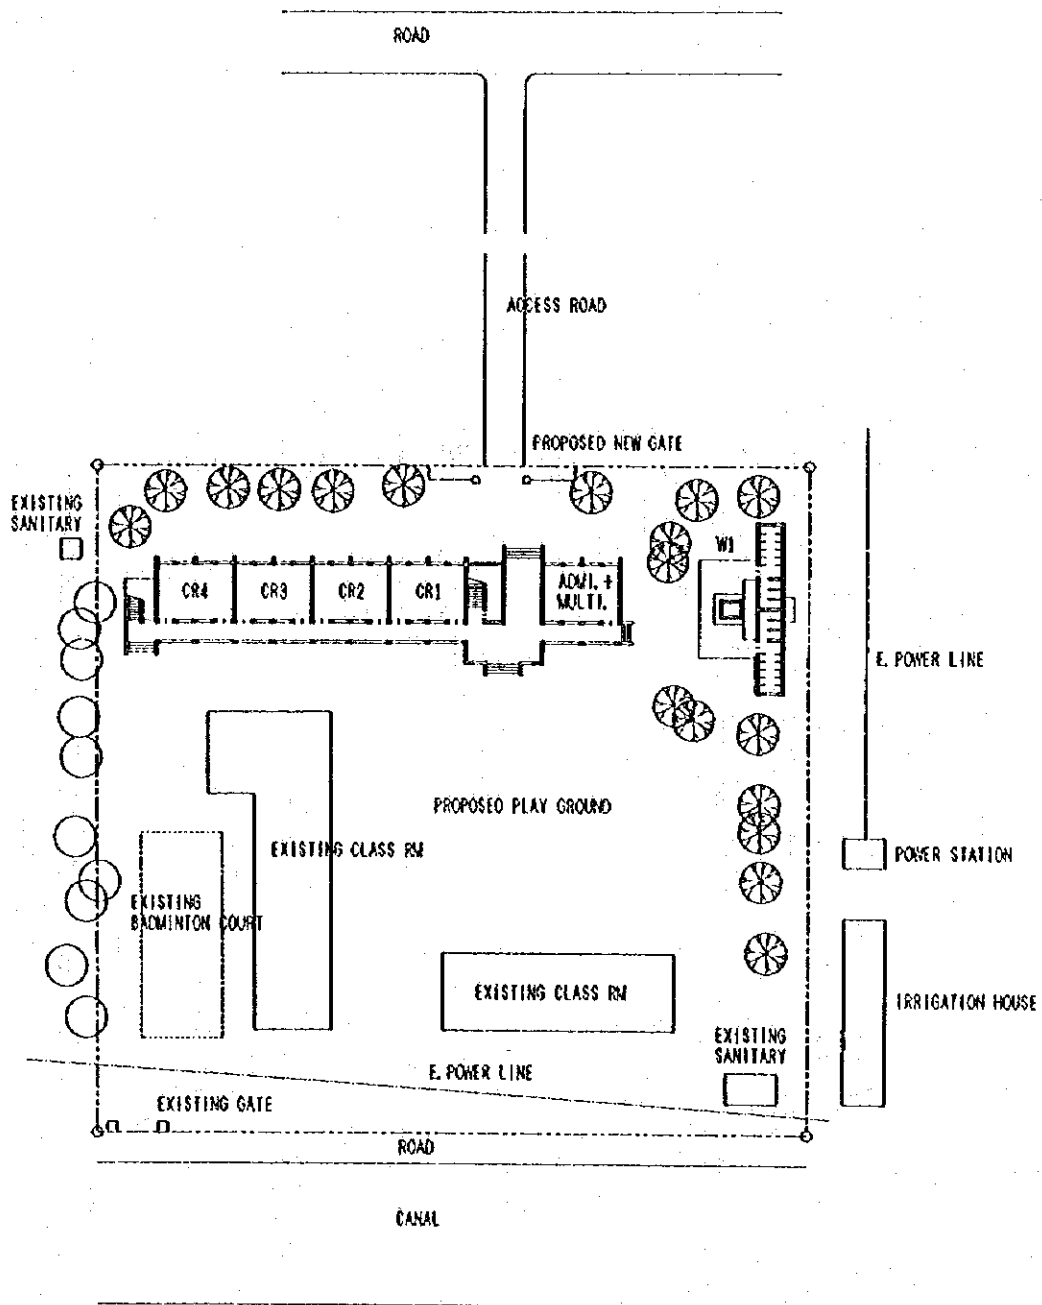 ROAD
ACCESS ROAD
PROPOSED NEW GATE
EXISTING
SANITARY
W1
CR4
CR3
CR2
CR1
ADMI. +
MULTI.
E. POWER LINE
PROPOSED PLAY GROUND
EXISTING CLASS RM
POWER STATION
EXISTING
BADMINTON COURT
EXISTING CLASS RM
IRRIGATION HOUSE
EXISTING
SANITARY
E. POWER LINE
EXISTING GATE
ROAD
CANAL